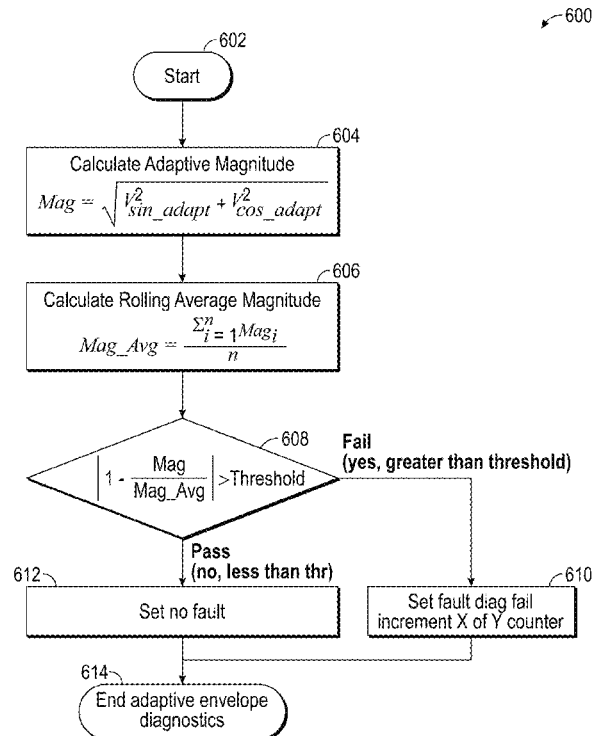 600
602
Start
604
Calculate Adaptive Magnitude
Mag = √(V²sin_adapt + V²cos_adapt)
606
Calculate Rolling Average Magnitude
Mag_Avg = Σⁿi = 1 Magi / n
608
|1 - Mag / Mag_Avg| >Threshold
Fail
(yes, greater than threshold)
Pass
(no, less than thr)
612
Set no fault
610
Set fault diag fail
increment X of Y counter
614
End adaptive envelope
diagnostics